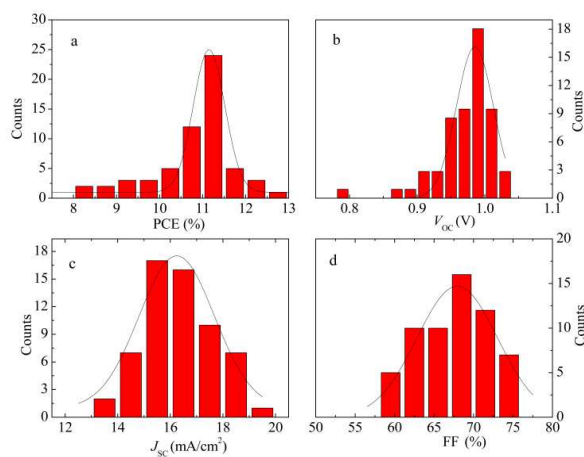 a
30
25
20
15
10
5
0
Counts
8 9 10 11 12 13
PCE (%)
b
18
15
12
9
6
3
0
Counts
0.8 0.9 1.0 1.1
V_OC (V)
c
18
15
12
9
6
3
0
Counts
12 14 16 18 20
J_SC (mA/cm²)
d
20
15
10
5
0
Counts
50 55 60 65 70 75 80
FF (%)